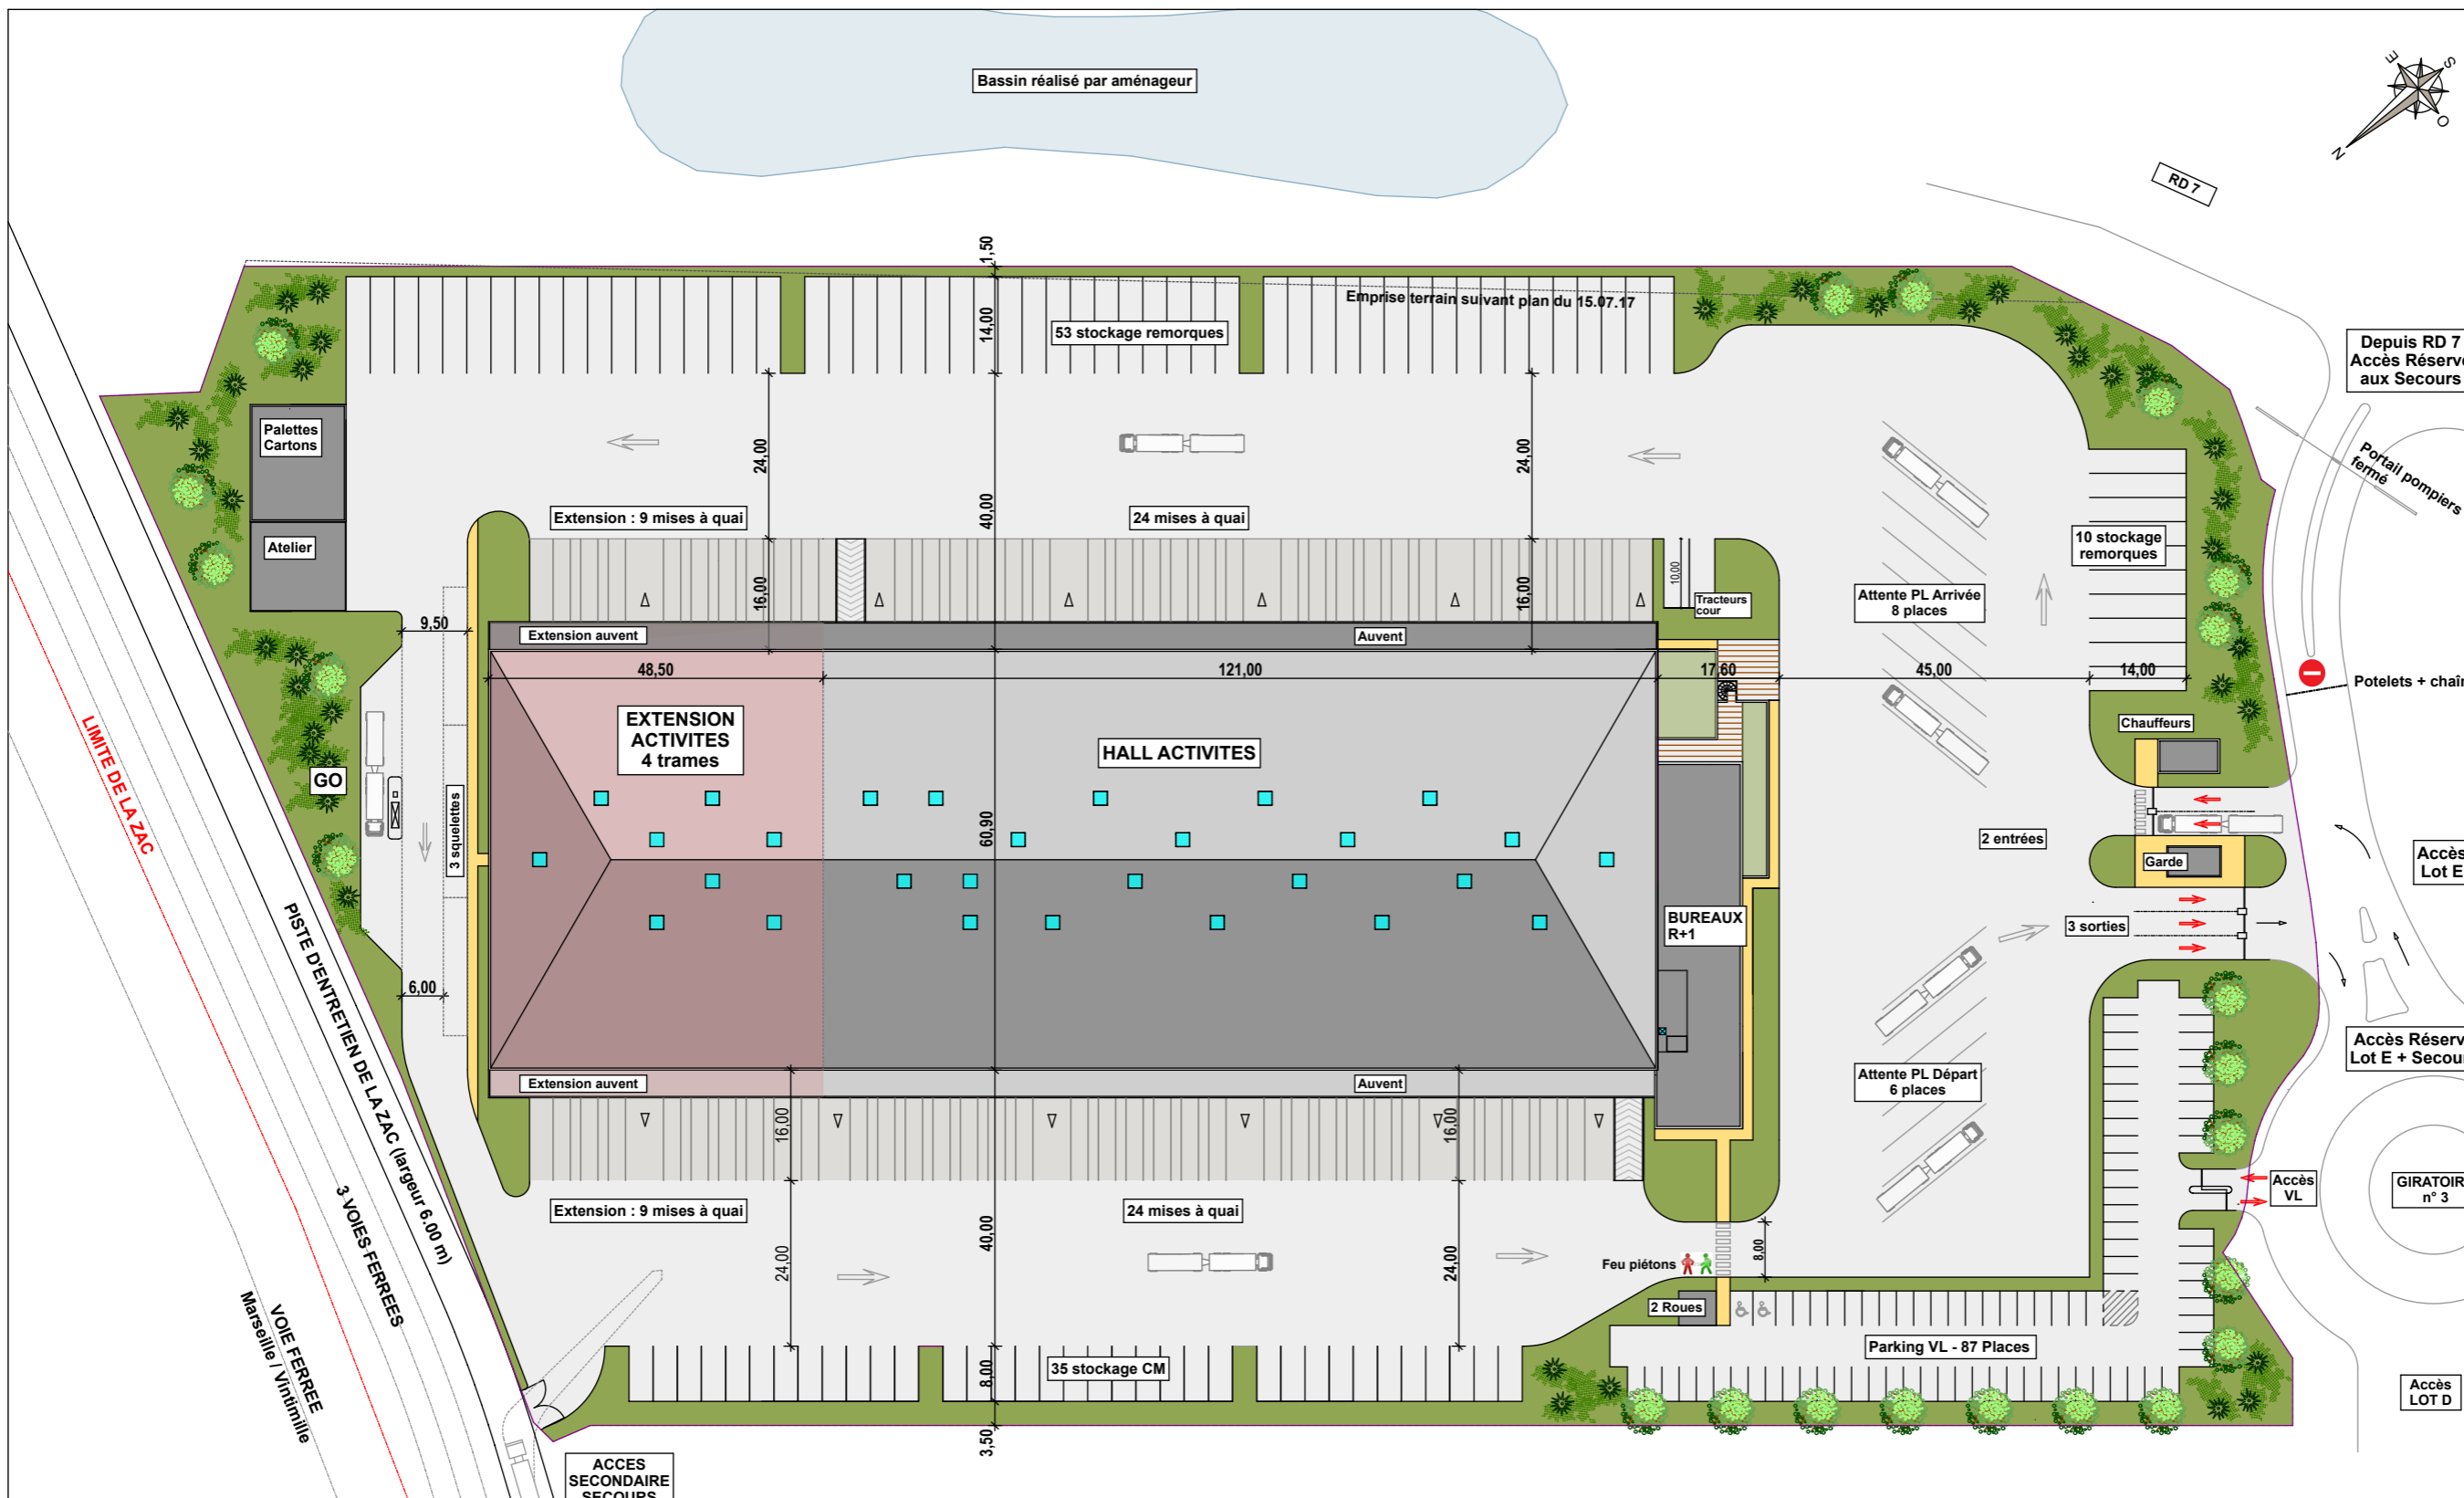 Bassin réalisé par aménageur
E
S
O
N
RD 7
1,50
Emprise terrain suivant plan du 15.07.17
14,00
53 stockage remorques
Depuis RD 7
Accès Réservé
aux Secours
Palettes
Cartons
24,00
24,00
Portail pompiers
fermé
40,00
Extension : 9 mises à quai
24 mises à quai
Atelier
10 stockage
remorques
16,00
16,00
10,00
Tracteurs
cour
Attente PL Arrivée
8 places
9,50
Extension auvent
Auvent
48,50
121,00
17,60
45,00
14,00
Potelets + chaîn
EXTENSION
ACTIVITES
4 trames
HALL ACTIVITES
Chauffeurs
LIMITE DE LA ZAC
GO
3 squelettes
60,90
2 entrées
Garde
Accès
Lot E
BUREAUX
R+1
3 sorties
PISTE D'ENTRETIEN DE LA ZAC (largeur 6.00 m)
6,00
Accès Réserv
Lot E + Secour
Extension auvent
Auvent
Attente PL Départ
6 places
16,00
16,00
3 VOIES FERREES
Accès
VL
GIRATOIR
n° 3
Extension : 9 mises à quai
24 mises à quai
40,00
24,00
24,00
8,00
Feu piétons
VOIE FERREE
Marseille / Vintimille
2 Roues
Parking VL - 87 Places
35 stockage CM
8,00
Accès
LOT D
3,50
ACCES
SECONDAIRE
SECOURS